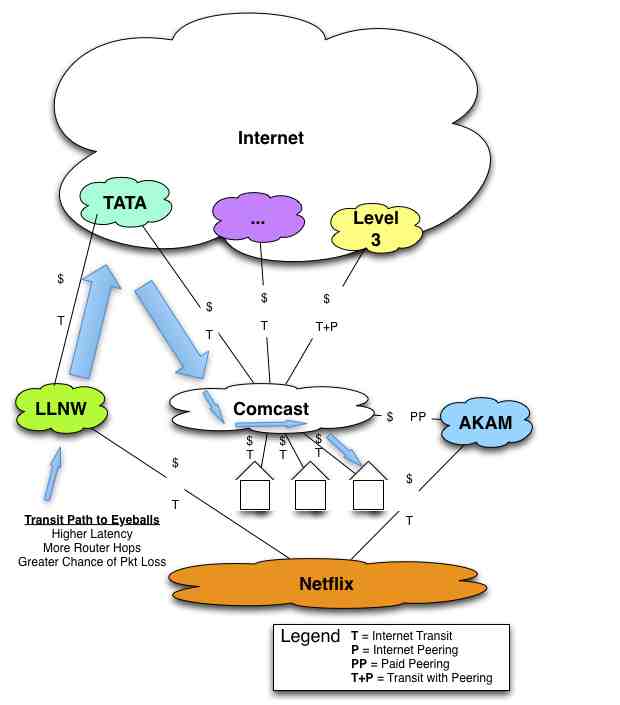 Internet
TATA
...
Level
3
$
T
$
T
$
T
$
T+P
LLNW
Comcast
$ PP
AKAM
$
T
$
T
$
T
$
T
$
T
Transit Path to Eyeballs
Higher Latency
More Router Hops
Greater Chance of Pkt Loss
Netflix
Legend
T = Internet Transit
P = Internet Peering
PP = Paid Peering
T+P = Transit with Peering